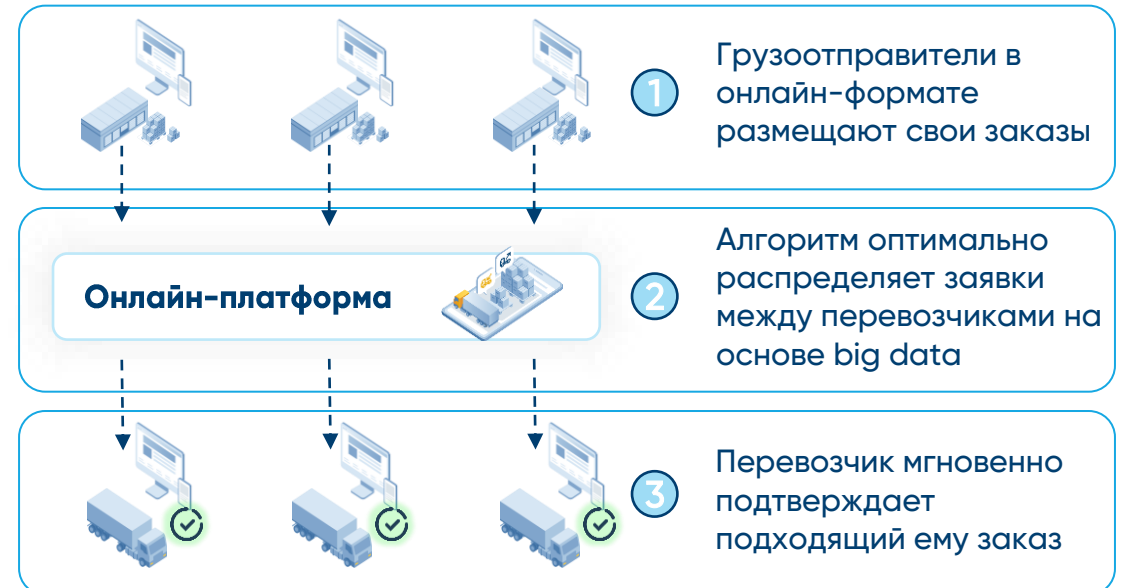 1
Грузоотправители в
онлайн-формате
размещают свои заказы
Онлайн-платформа
2
Алгоритм оптимально
распределяет заявки
между перевозчиками на
основе big data
3
Перевозчик мгновенно
подтверждает
подходящий ему заказ